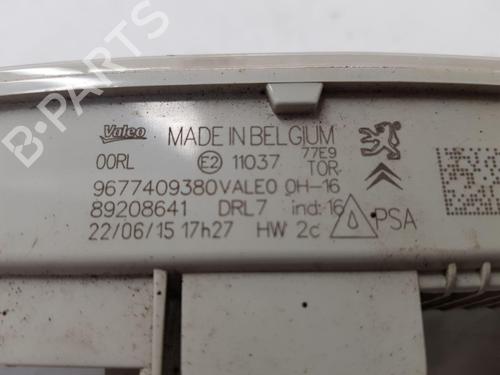 Valeo MADE IN BELGIUM
00RL E2 11037 77E9 TOR
9677409380VALEO 0H-16
89208641 DRL7 ind: 16
22/06/15 17h27 HW 2c PSA
B-PARTS